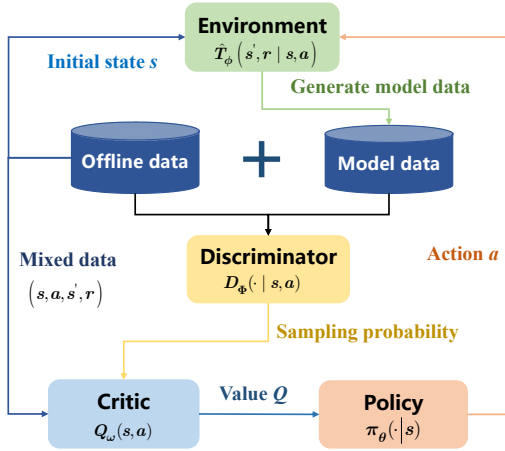 Environment
T̂_ϕ(s', r | s, a)
Initial state s
Generate model data
Offline data
+
Model data
Mixed data
(s, a, s', r)
Discriminator
D_Φ(· | s, a)
Action a
Sampling probability
Critic
Q_ω(s, a)
Value Q
Policy
π_θ(·|s)